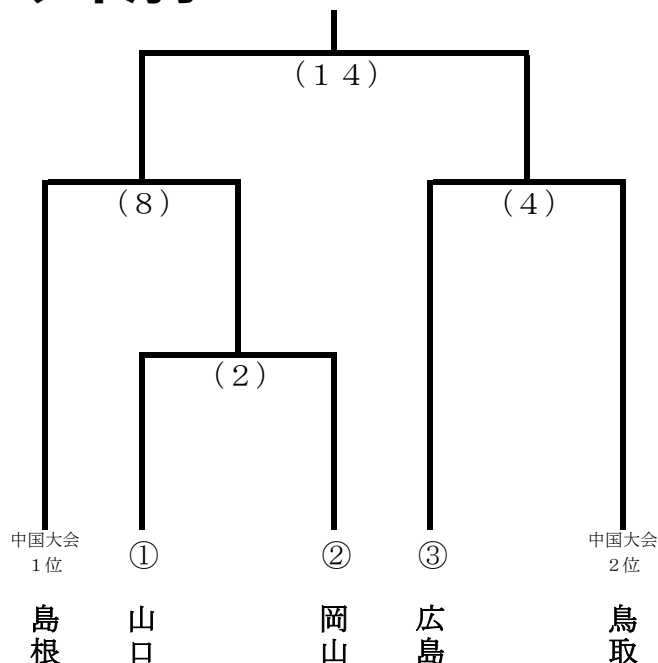 （１４）
（８）
（４）
（２）
中国大会
１位
①
②
③
中国大会
２位
島根
山口
岡山
広島
鳥取